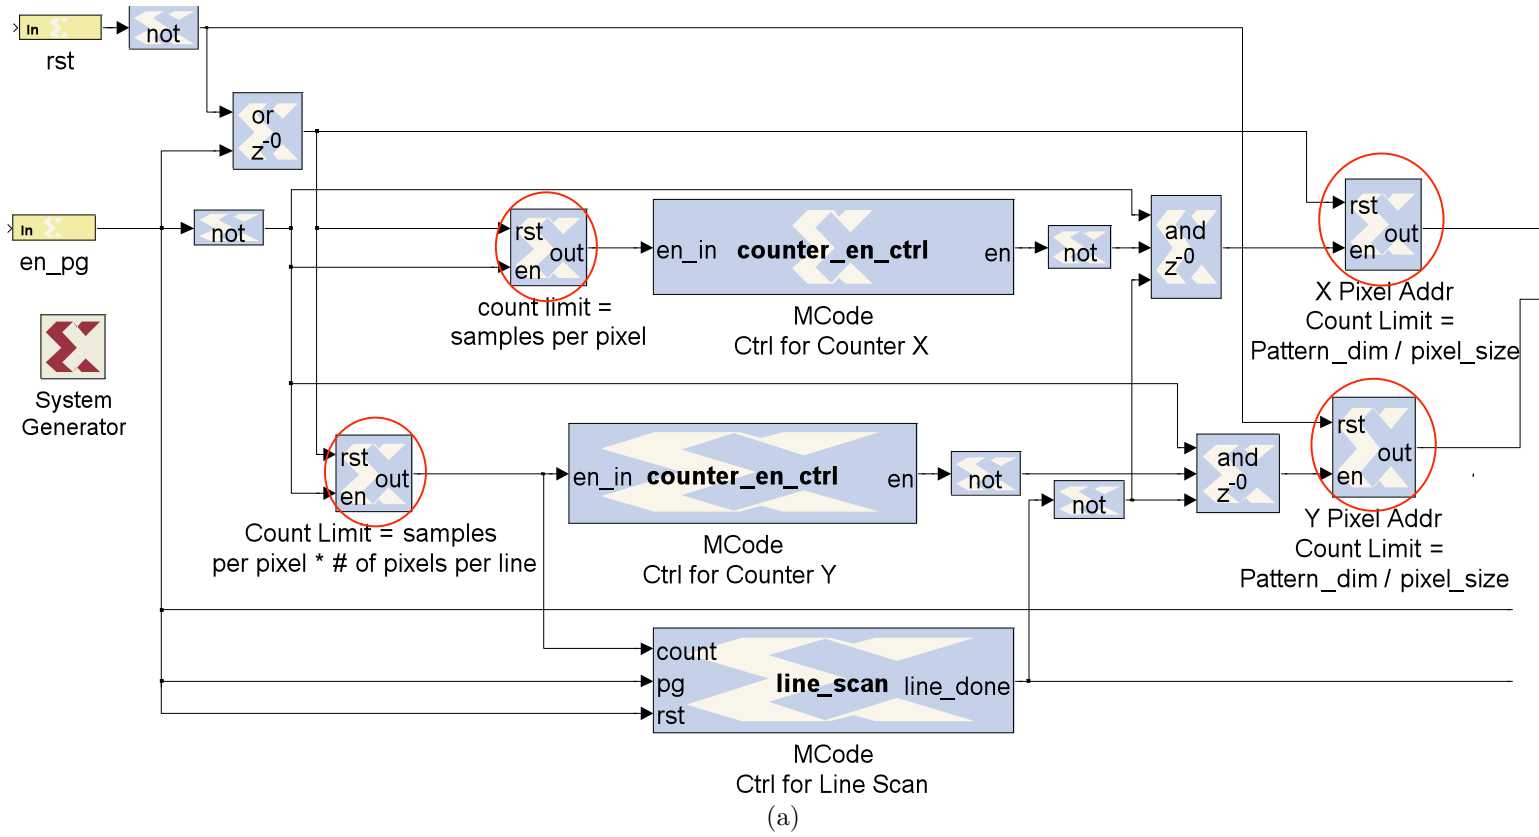 In
not
rst
or
z-0
In
not
en_pg
rst
out
en
count limit =
samples per pixel
en_in
counter_en_ctrl
en
MCode
Ctrl for Counter X
not
and
z-0
rst
out
en
X Pixel Addr
Count Limit =
Pattern_dim / pixel_size
System
Generator
rst
out
en
Count Limit = samples
per pixel * # of pixels per line
en_in
counter_en_ctrl
en
MCode
Ctrl for Counter Y
not
not
and
z-0
rst
out
en
Y Pixel Addr
Count Limit =
Pattern_dim / pixel_size
count
pg
rst
line_scan
line_done
MCode
Ctrl for Line Scan
(a)